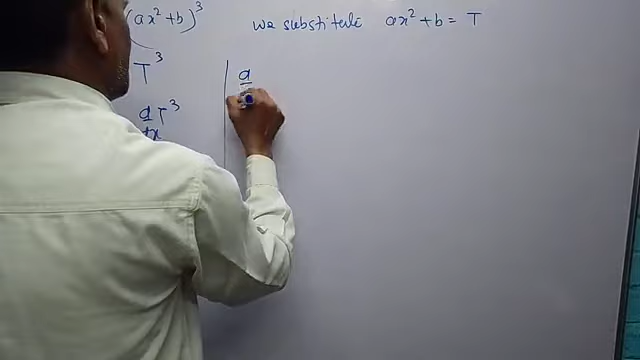 (ax² + b)³ we substitute ax² + b = T
T³
d/dx T³
d